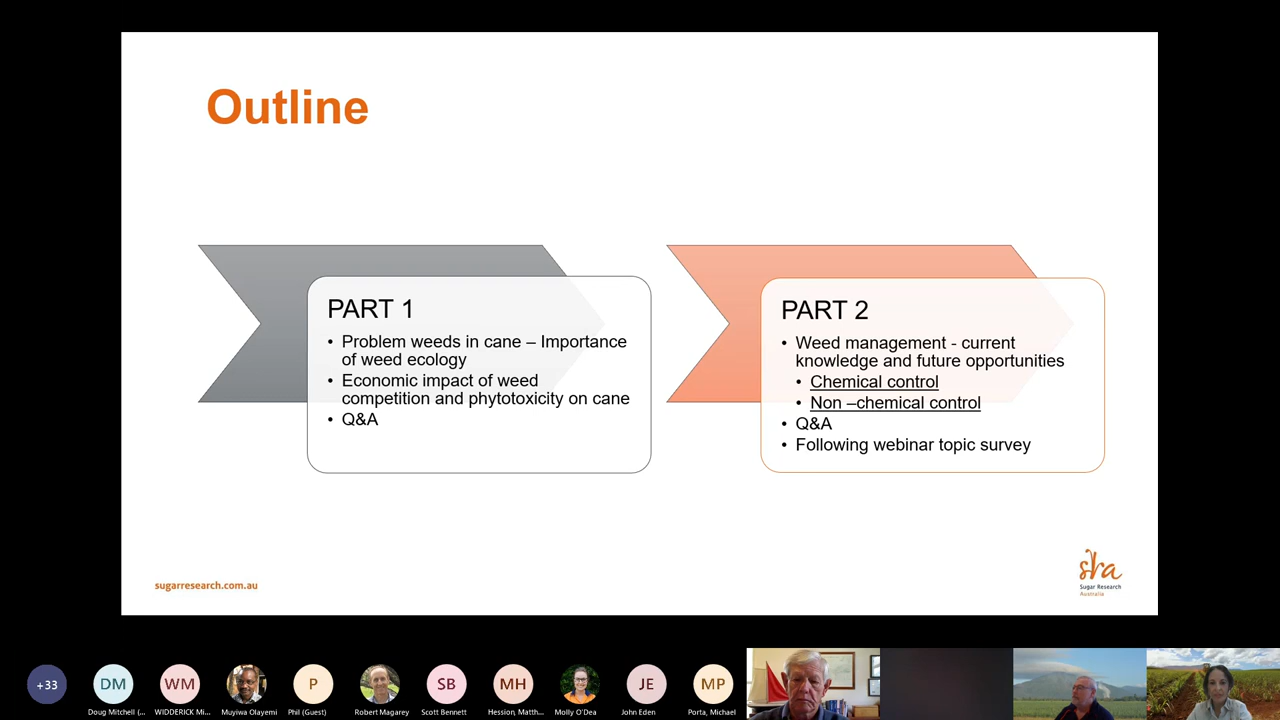 Outline
PART 1
• Problem weeds in cane – Importance
of weed ecology
• Economic impact of weed
competition and phytotoxicity on cane
• Q&A
PART 2
• Weed management - current
knowledge and future opportunities
• Chemical control
• Non –chemical control
• Q&A
• Following webinar topic survey
sugarresearch.com.au
sra
Sugar Research
Australia
+33
DM
WM
P
SB
MH
JE
MP
Doug Mitchell (...
WIDDERICK Mi...
Muyiwa Olayemi
Phil (Guest)
Robert Magarey
Scott Bennett
Hession, Matth...
Molly O'Dea
John Eden
Porta, Michael